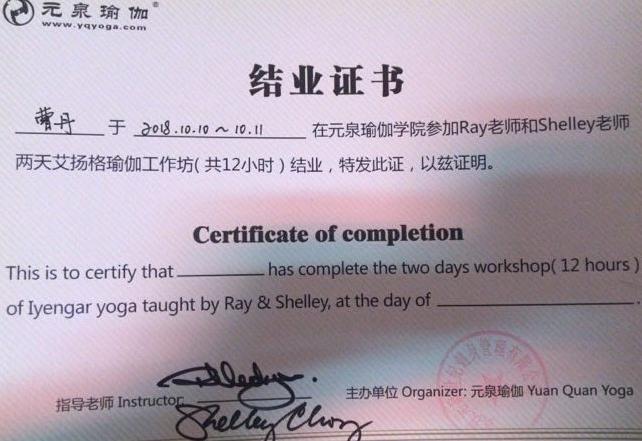 元泉瑜伽®
www.yqyoga.com
结业证书
曹丹 于 2018.10.10～10.11 在元泉瑜伽学院参加Ray老师和Shelley老师
两天艾扬格瑜伽工作坊(共12小时)结业，特发此证，以兹证明。
Certificate of completion
This is to certify that ________ has complete the two days workshop( 12 hours )
of Iyengar yoga taught by Ray & Shelley, at the day of ________.
指导老师 Instructor: Shelley Chong
主办单位 Organizer: 元泉瑜伽 Yuan Quan Yoga